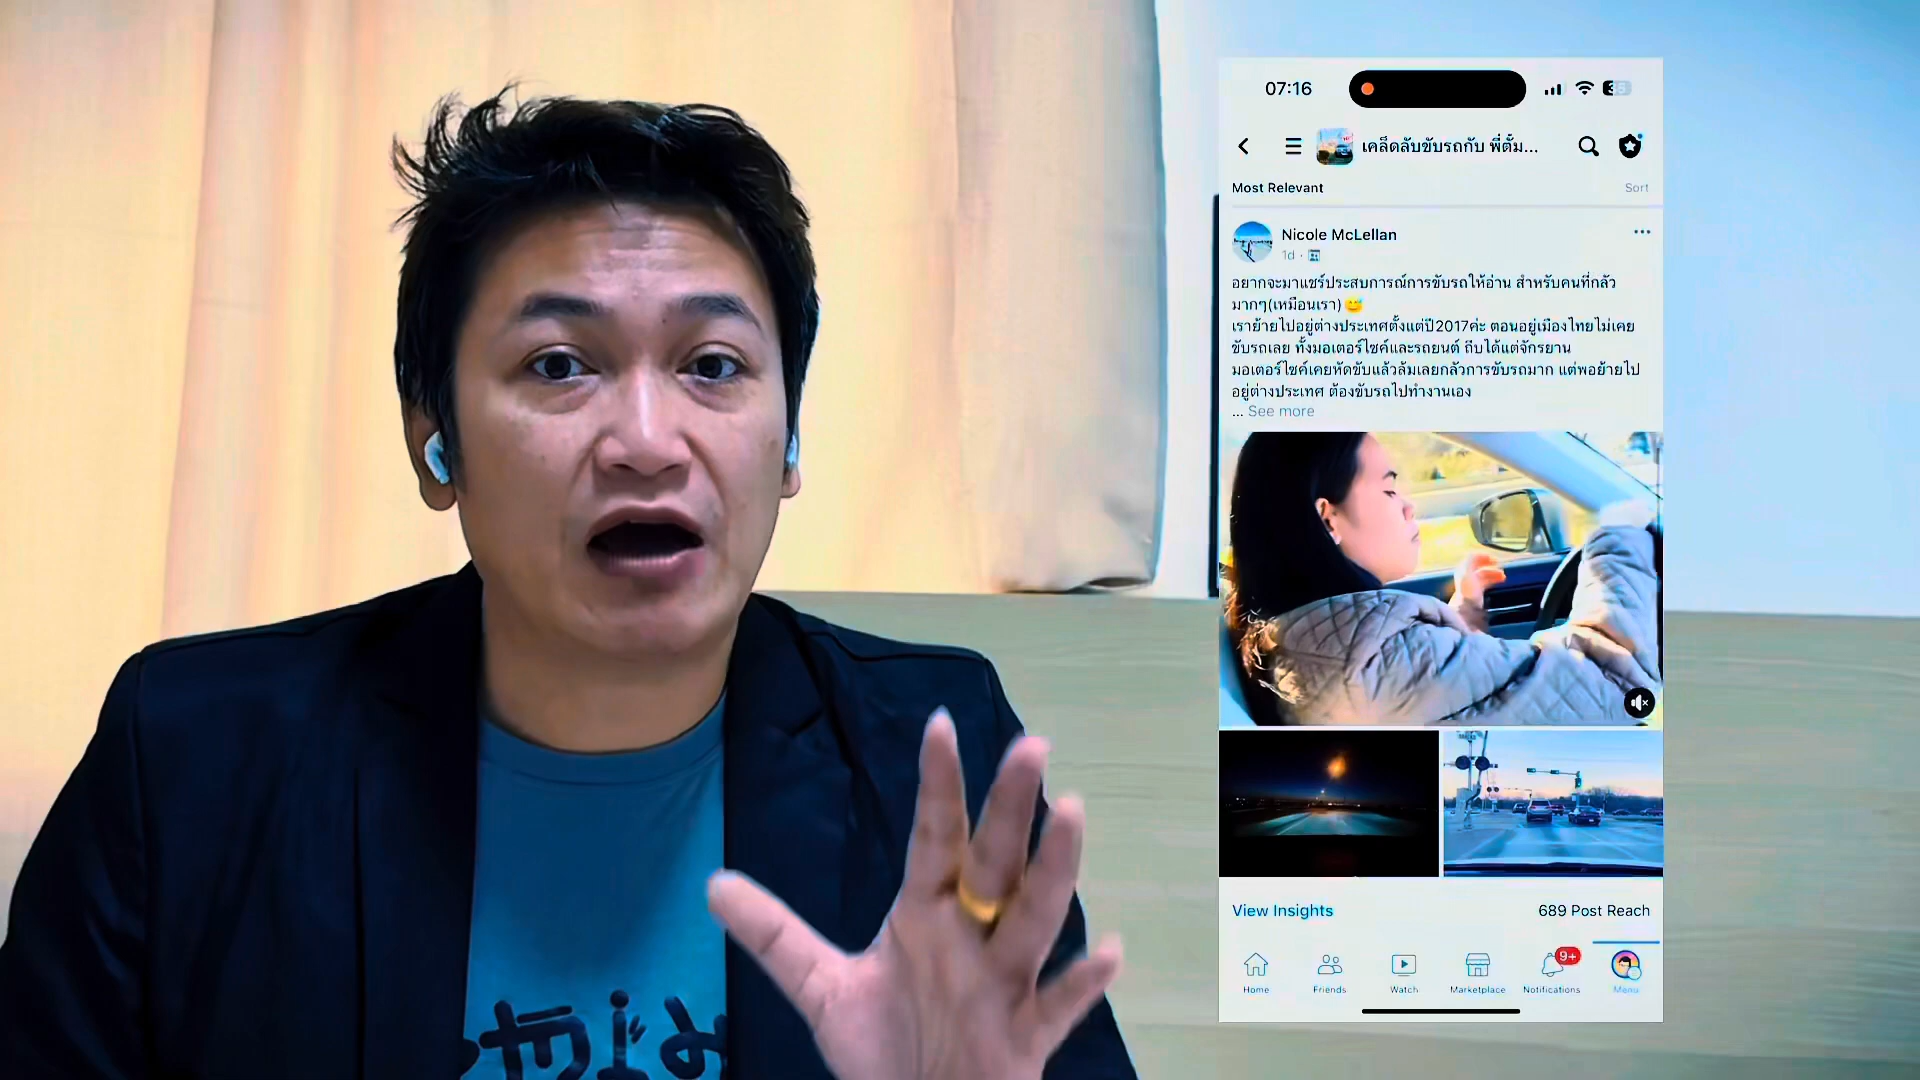 07:16
35
เคล็ดลับขับรถกับ พี่ตั้ม...
Most Relevant
Sort
Nicole McLellan
1d ·
อยากจะมาแชร์ประสบการณ์การขับรถให้อ่าน สำหรับคนที่กลัว
มากๆ(เหมือนเรา)😅
เราย้ายไปอยู่ต่างประเทศตั้งแต่ปี2017ค่ะ ตอนอยู่เมืองไทยไม่เคย
ขับรถเลย ทั้งมอเตอร์ไซค์และรถยนต์ ถีบได้แต่จักรยาน
มอเตอร์ไซค์เคยหัดขับแล้วล้มเลยกลัวการขับรถมาก แต่พอย้ายไป
อยู่ต่างประเทศ ต้องขับรถไปทำงานเอง
... See more
View Insights
689 Post Reach
9+
Home
Friends
Watch
Marketplace
Notifications
Menu